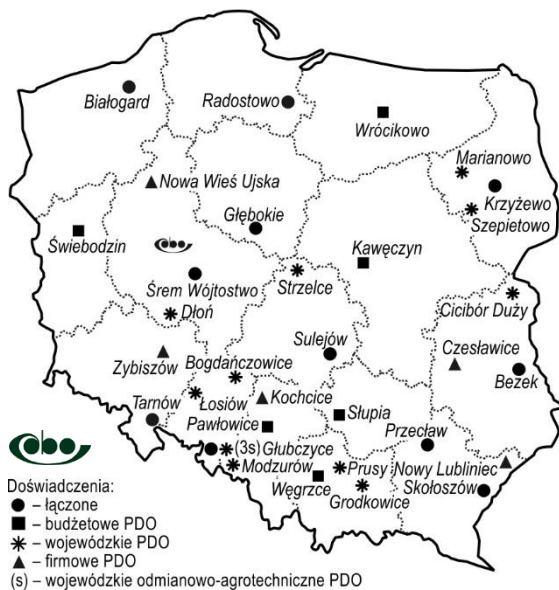 Białogard
Radostowo
Wrócikowo
Marianowo
Nowa Wieś Ujska
Krzyżewo
Szepietowo
Głębokie
Świebodzin
Kawęczyn
Śrem Wójtostwo
Strzelce
Cicibór Duży
Dłoń
Sulejów
Czesławice
Zybiszów
Bogdańczowice
Bezek
Łosiów
Kochcice
Tarnów
Słupia
Pawłowice
Przecław
(3s) Głubczyce
Modzurów
Prusy
Nowy Lubliniec
Węgrzce
Skołoszów
Grodkowice
cobo
Doświadczenia:
● – łączone
■ – budżetowe PDO
✳ – wojewódzkie PDO
▲ – firmowe PDO
(s) – wojewódzkie odmianowo-agrotechniczne PDO